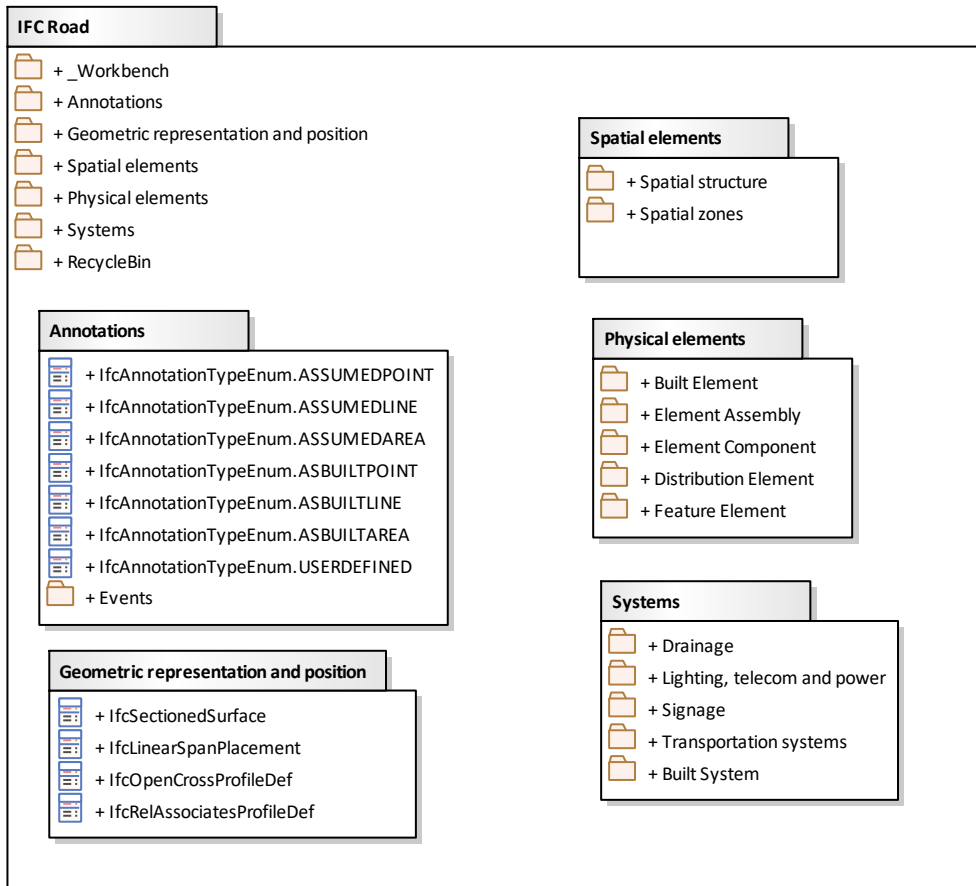 IFC Road
+ _Workbench
+ Annotations
+ Geometric representation and position
+ Spatial elements
+ Physical elements
+ Systems
+ RecycleBin
Annotations
+ IfcAnnotationTypeEnum.ASSUMEDPOINT
+ IfcAnnotationTypeEnum.ASSUMEDLINE
+ IfcAnnotationTypeEnum.ASSUMEDAREA
+ IfcAnnotationTypeEnum.ASBUILTPOINT
+ IfcAnnotationTypeEnum.ASBUILTLINE
+ IfcAnnotationTypeEnum.ASBUILTAREA
+ IfcAnnotationTypeEnum.USERDEFINED
+ Events
Geometric representation and position
+ IfcSectionedSurface
+ IfcLinearSpanPlacement
+ IfcOpenCrossProfileDef
+ IfcRelAssociatesProfileDef
Spatial elements
+ Spatial structure
+ Spatial zones
Physical elements
+ Built Element
+ Element Assembly
+ Element Component
+ Distribution Element
+ Feature Element
Systems
+ Drainage
+ Lighting, telecom and power
+ Signage
+ Transportation systems
+ Built System